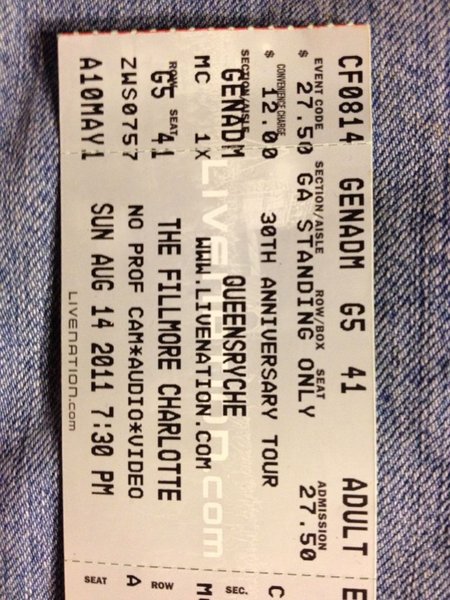 CF0814 GENADM G5 41 ADULT E
EVENT CODE SECTION/AISLE ROW/BOX SEAT ADMISSION
$ 27.50 GA STANDING ONLY 27.50
CONVENIENCE CHARGE
$ 12.00 30TH ANNIVERSARY TOUR C
SECTION/AISLE SEC.
GENADM QUEENSRYCHE
MC 1X WWW.LIVENATION.COM M
LIVENATION.com
ROW SEAT ROW
G5 41 THE FILLMORE CHARLOTTE
ZWS0757 NO PROF CAM*AUDIO*VIDEO A
A10MAY1 SUN AUG 14 2011 7:30 PM SEAT
LIVENATION.com